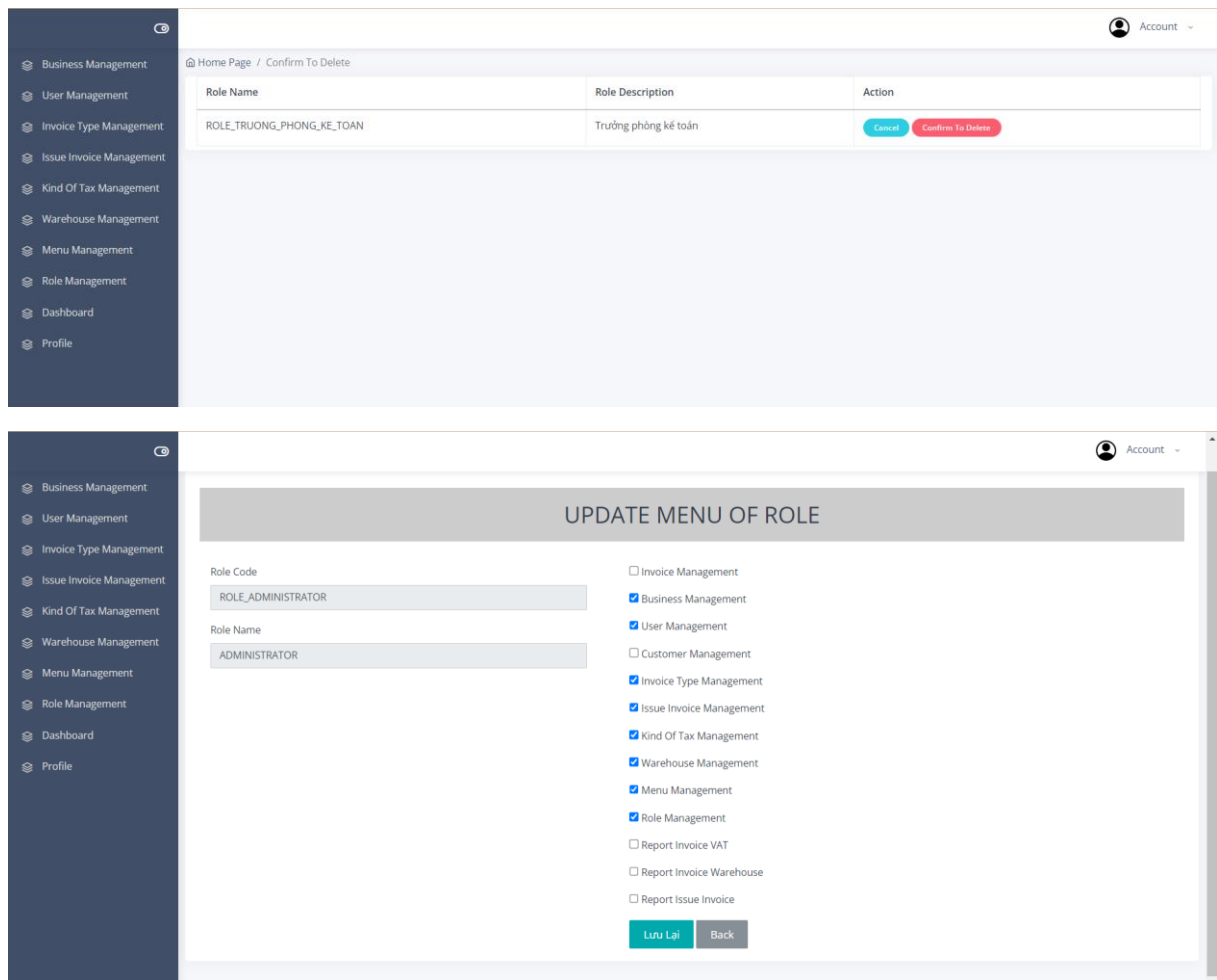 Account
Business Management
User Management
Invoice Type Management
Issue Invoice Management
Kind Of Tax Management
Warehouse Management
Menu Management
Role Management
Dashboard
Profile
Home Page / Confirm To Delete
Role Name Role Description Action
ROLE_TRUONG_PHONG_KE_TOAN Trưởng phòng kế toán Cancel Confirm To Delete
Account
Business Management
User Management
Invoice Type Management
Issue Invoice Management
Kind Of Tax Management
Warehouse Management
Menu Management
Role Management
Dashboard
Profile
UPDATE MENU OF ROLE
Role Code
ROLE_ADMINISTRATOR
Role Name
ADMINISTRATOR
Invoice Management
Business Management
User Management
Customer Management
Invoice Type Management
Issue Invoice Management
Kind Of Tax Management
Warehouse Management
Menu Management
Role Management
Report Invoice VAT
Report Invoice Warehouse
Report Issue Invoice
Lưu Lại Back